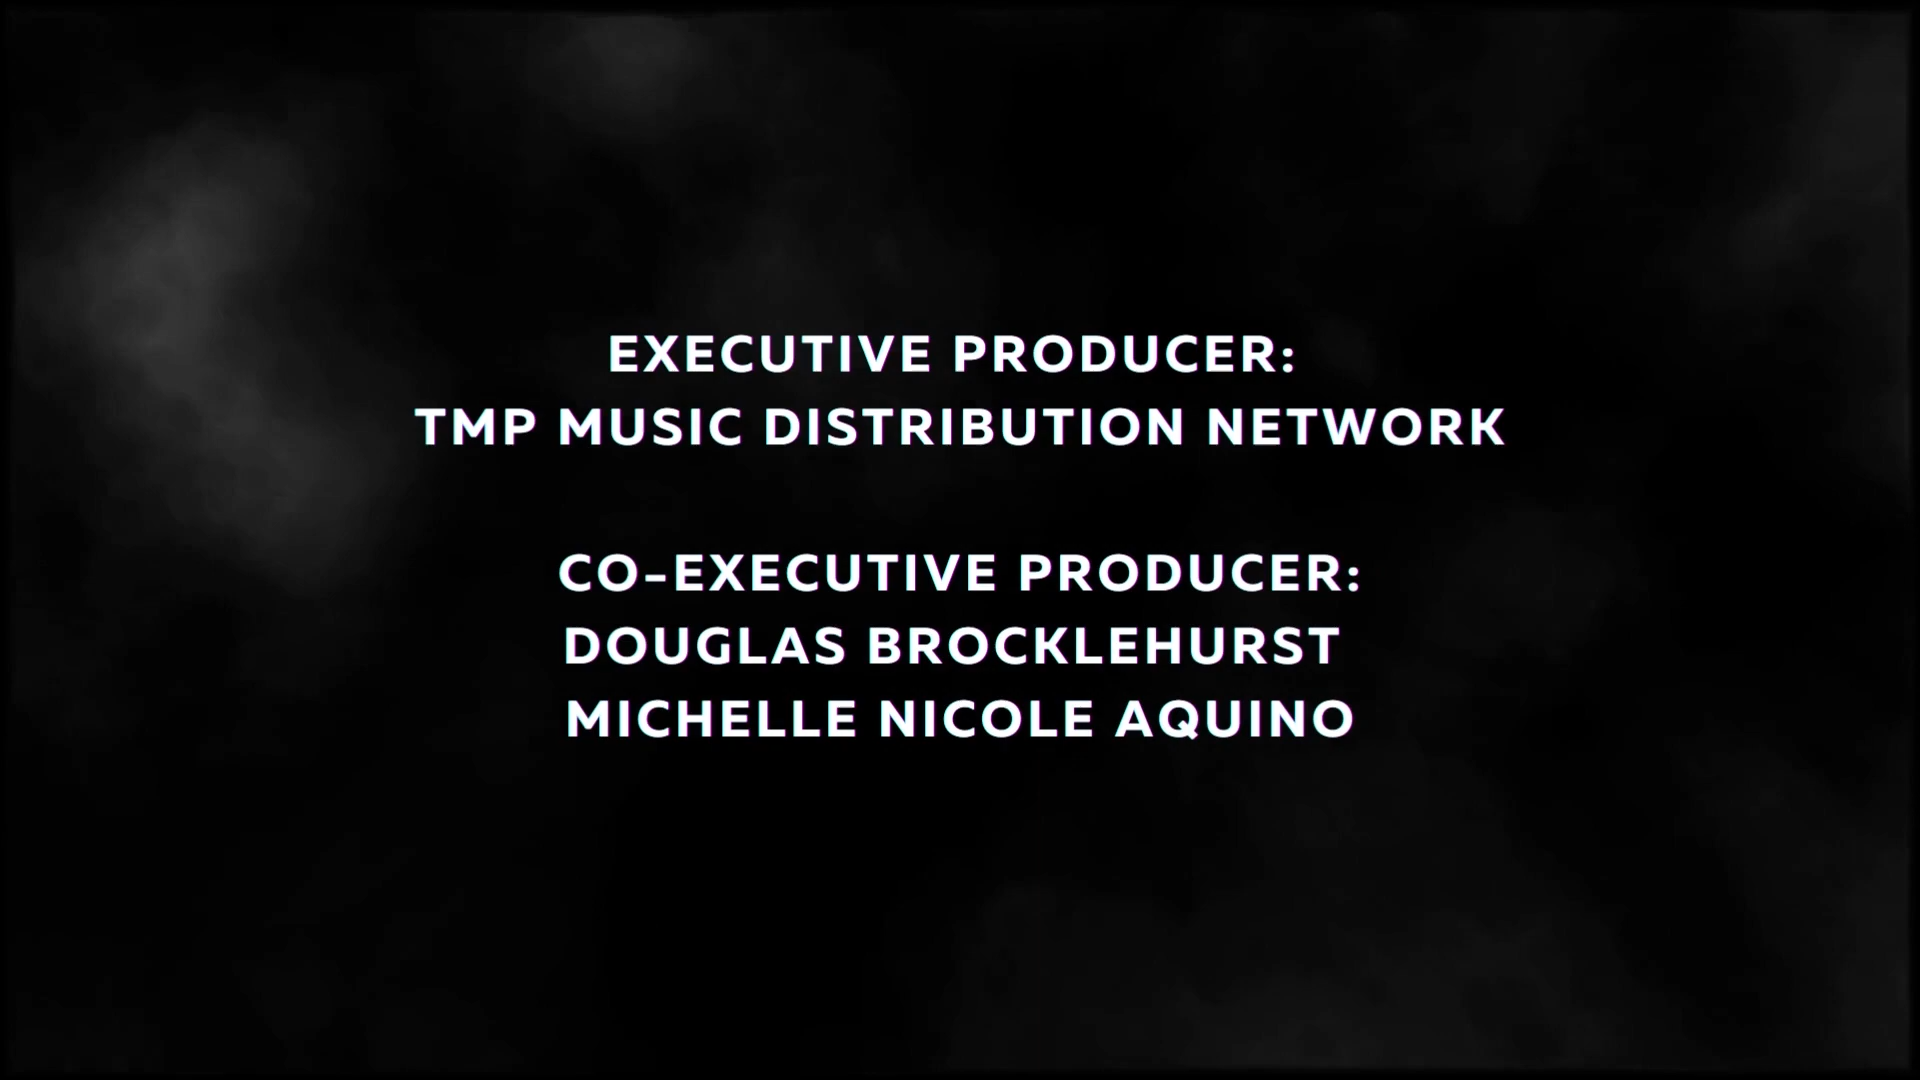 EXECUTIVE PRODUCER:
TMP MUSIC DISTRIBUTION NETWORK
CO-EXECUTIVE PRODUCER:
DOUGLAS BROCKLEHURST
MICHELLE NICOLE AQUINO